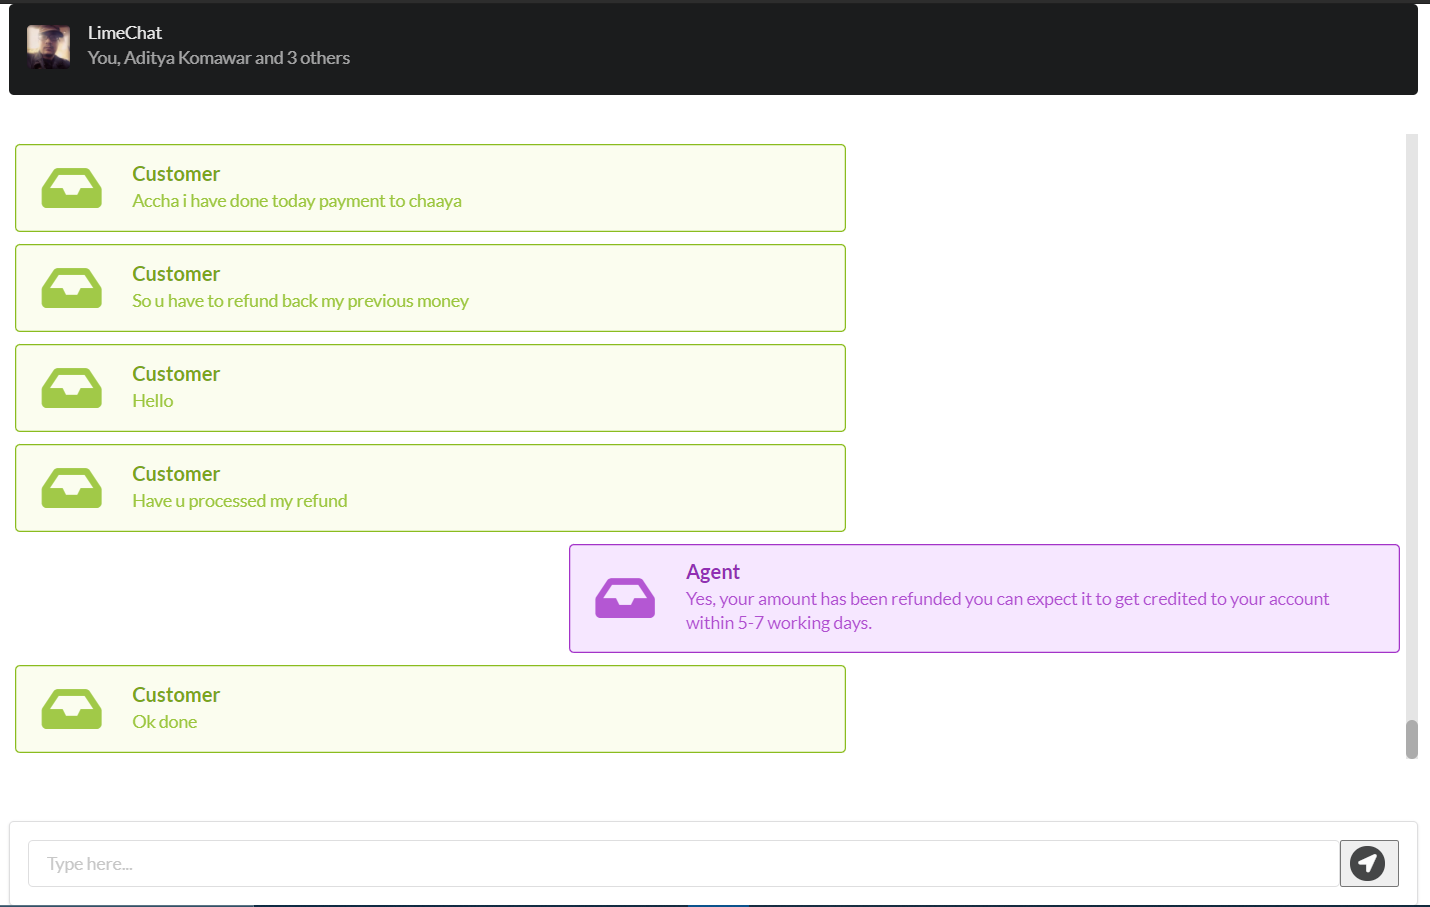 LimeChat
You, Aditya Komawar and 3 others
Customer
Accha i have done today payment to chaaya
Customer
So u have to refund back my previous money
Customer
Hello
Customer
Have u processed my refund
Agent
Yes, your amount has been refunded you can expect it to get credited to your account
within 5-7 working days.
Customer
Ok done
Type here...